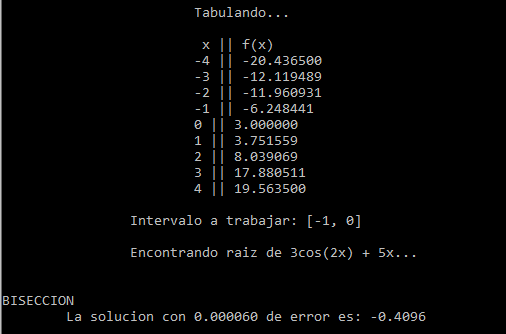 Tabulando...
x || f(x)
-4 || -20.436500
-3 || -12.119489
-2 || -11.960931
-1 || -6.248441
0 || 3.000000
1 || 3.751559
2 || 8.039069
3 || 17.880511
4 || 19.563500
Intervalo a trabajar: [-1, 0]
Encontrando raiz de 3cos(2x) + 5x...
BISECCION
La solucion con 0.000060 de error es: -0.4096